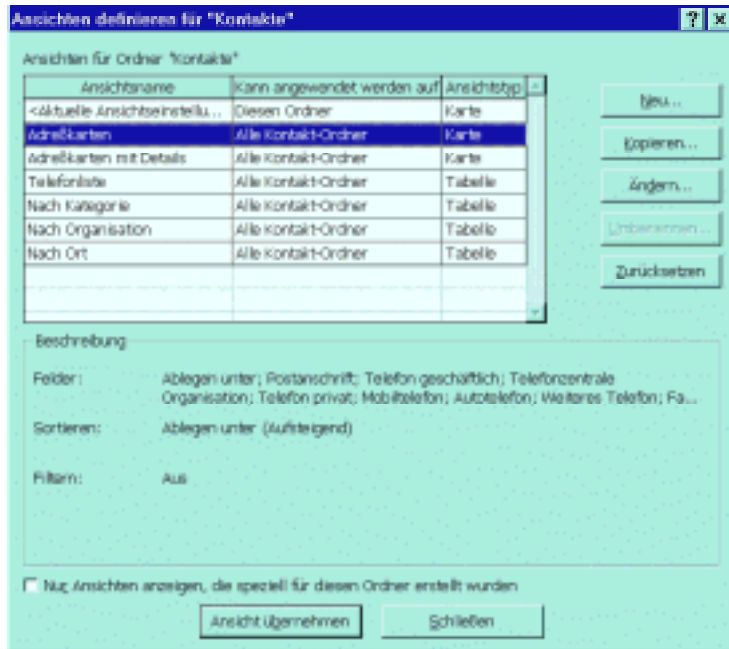 Ansichten definieren für "Kontakte"
Ansichten für Ordner "Kontakte"
Ansichtsname Kann angewendet werden auf Ansichtstyp
<Aktuelle Ansichtseinstellu... Diesen Ordner Karte
Adreßkarten Alle Kontakt-Ordner Karte
Adreßkarten mit Details Alle Kontakt-Ordner Karte
Telefonliste Alle Kontakt-Ordner Tabelle
Nach Kategorie Alle Kontakt-Ordner Tabelle
Nach Organisation Alle Kontakt-Ordner Tabelle
Nach Ort Alle Kontakt-Ordner Tabelle
Neu...
Kopieren...
Ändern...
Umbenennen...
Zurücksetzen
Beschreibung
Felder: Ablegen unter; Postanschrift; Telefon geschäftlich; Telefonzentrale
Organisation; Telefon privat; Mobiltelefon; Autotelefon; Weiteres Telefon; Fa...
Sortieren: Ablegen unter (Aufsteigend)
Filtern: Aus
Nur Ansichten anzeigen, die speziell für diesen Ordner erstellt wurden
Ansicht übernehmen Schließen